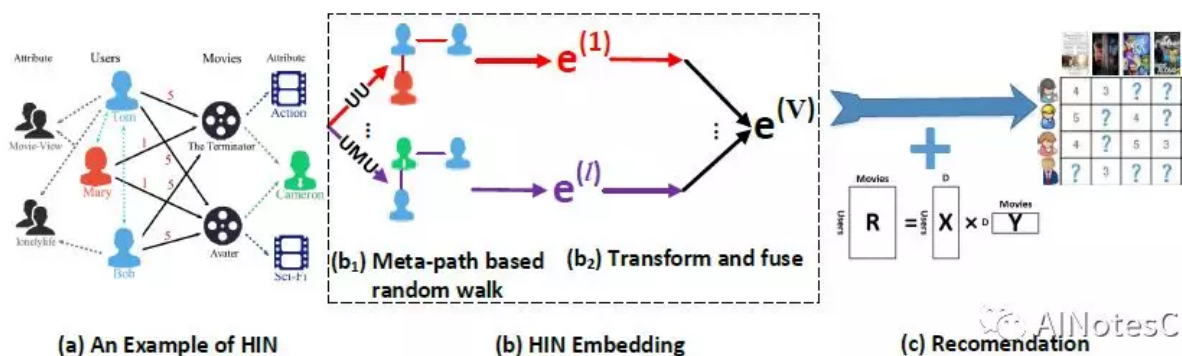 Attribute
Users
Movies
Attribute
Tom
Movie-View
Mary
lonelylife
Bob
5
1
5
1
5
5
The Terminator
Avater
Action
Cameron
Sci-Fi
(a) An Example of HIN
UU
...
UMU
e(1)
e(l)
...
e(V)
(b1) Meta-path based
random walk
(b2) Transform and fuse
(b) HIN Embedding
4 3 ? ?
5 ? 4 ?
4 ? 5 3
? 3 ? ?
+
Movies
Users
R
=
D
Users
X
×
Movies
D
Y
(c) Recomendation
AINotesC